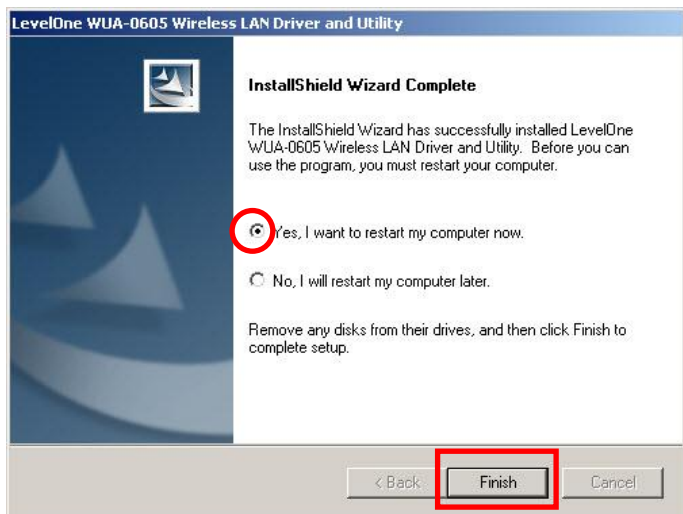 LevelOne WUA-0605 Wireless LAN Driver and Utility
InstallShield Wizard Complete
The InstallShield Wizard has successfully installed LevelOne
WUA-0605 Wireless LAN Driver and Utility. Before you can
use the program, you must restart your computer.
Yes, I want to restart my computer now.
No, I will restart my computer later.
Remove any disks from their drives, and then click Finish to
complete setup.
< Back
Finish
Cancel